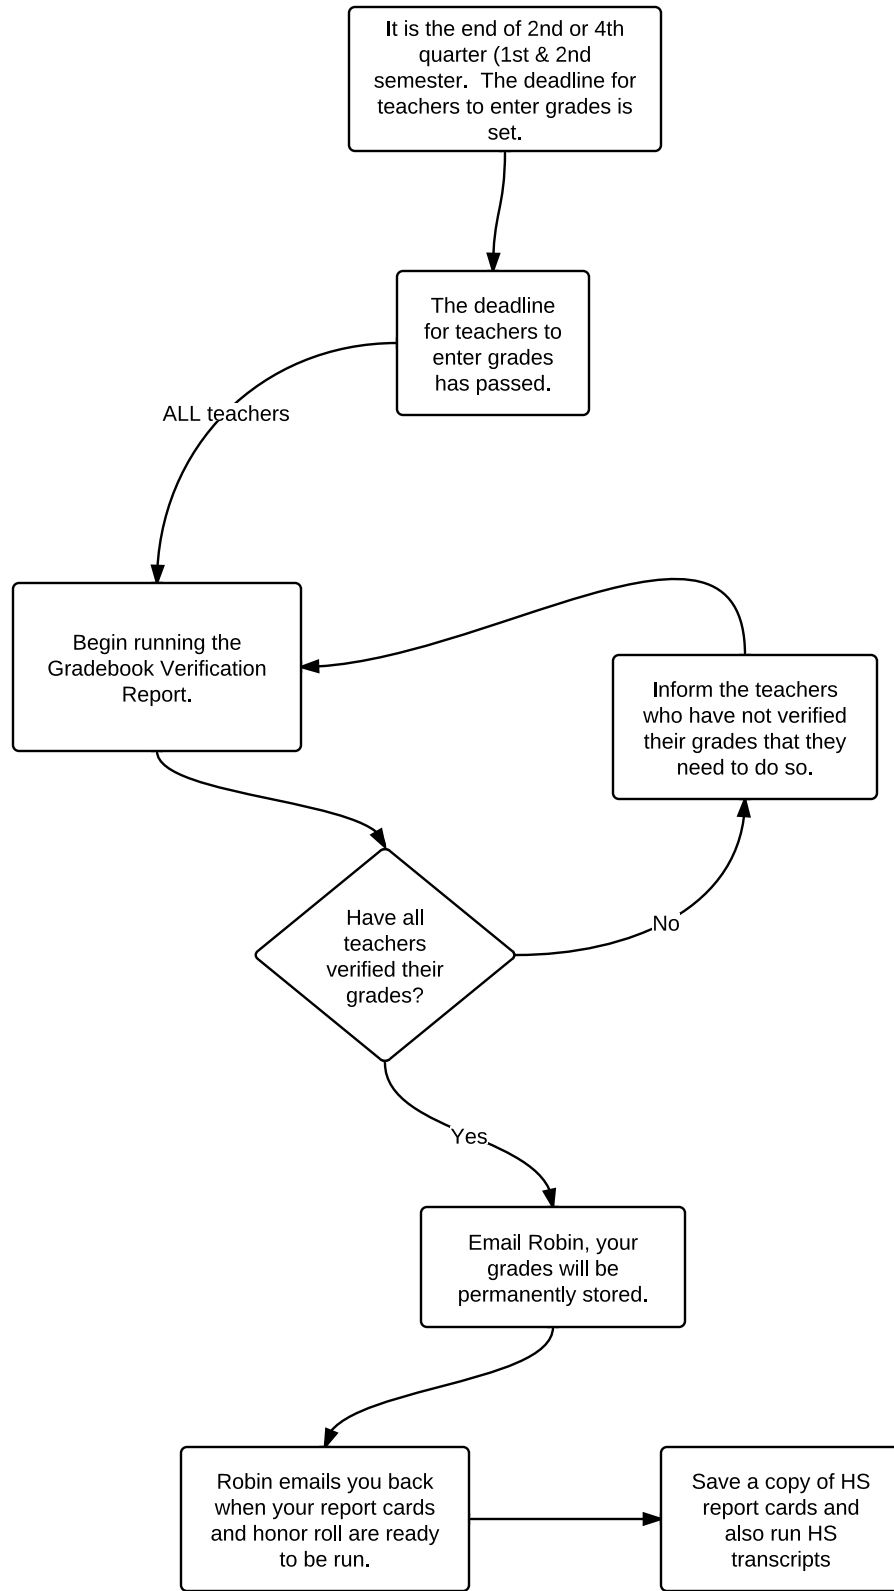 It is the end of 2nd or 4th
quarter (1st & 2nd
semester.  The deadline for
teachers to enter grades is
set.
The deadline
for teachers to
enter grades
has passed.
ALL teachers
Begin running the
Gradebook Verification
Report.
Inform the teachers
who have not verified
their grades that they
need to do so.
Have all
teachers
verified their
grades?
No
Yes
Email Robin, your
grades will be
permanently stored.
Robin emails you back
when your report cards
and honor roll are ready
to be run.
Save a copy of HS
report cards and
also run HS
transcripts